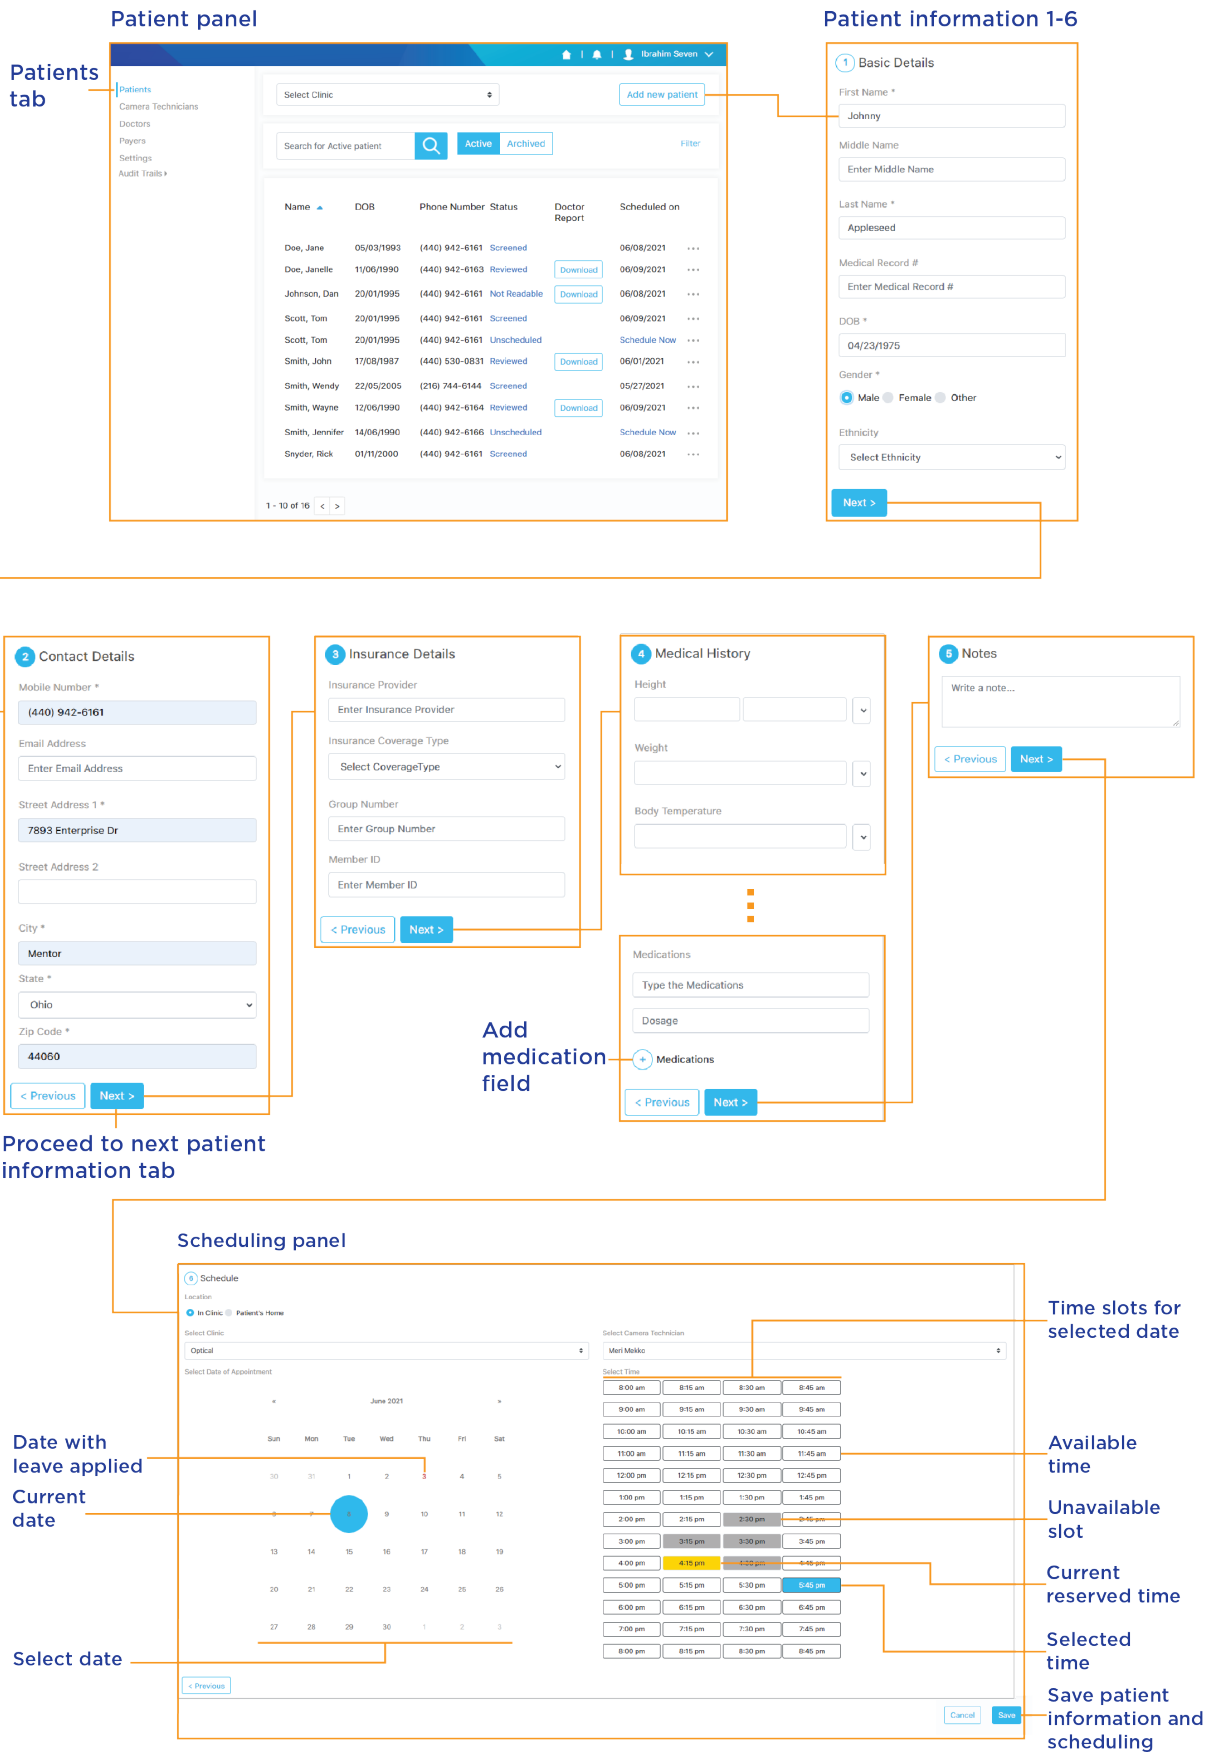 Patient panel
Patient information 1-6
Patients
tab
Ibrahim Seven
Patients
Camera Technicians
Doctors
Payers
Settings
Audit Trails
Select Clinic
Add new patient
Search for Active patient
Active
Archived
Filter
Name DOB Phone Number Status Doctor Report Scheduled on
Doe, Jane 05/03/1993 (440) 942-6161 Screened 06/08/2021 ...
Doe, Janelle 11/06/1990 (440) 942-6163 Reviewed Download 06/09/2021 ...
Johnson, Dan 20/01/1995 (440) 942-6161 Not Readable Download 06/08/2021 ...
Scott, Tom 20/01/1995 (440) 942-6161 Screened 06/09/2021 ...
Scott, Tom 20/01/1995 (440) 942-6161 Unscheduled Schedule Now ...
Smith, John 17/08/1987 (440) 530-0831 Reviewed Download 06/01/2021 ...
Smith, Wendy 22/05/2005 (216) 744-6144 Screened 05/27/2021 ...
Smith, Wayne 12/06/1990 (440) 942-6164 Reviewed Download 06/09/2021 ...
Smith, Jennifer 14/06/1990 (440) 942-6166 Unscheduled Schedule Now ...
Snyder, Rick 01/11/2000 (440) 942-6161 Screened 06/08/2021 ...
1 - 10 of 16 < >
1 Basic Details
First Name *
Johnny
Middle Name
Enter Middle Name
Last Name *
Appleseed
Medical Record #
Enter Medical Record #
DOB *
04/23/1975
Gender *
Male Female Other
Ethnicity
Select Ethnicity
Next >
2 Contact Details
Mobile Number *
(440) 942-6161
Email Address
Enter Email Address
Street Address 1 *
7893 Enterprise Dr
Street Address 2
City *
Mentor
State *
Ohio
Zip Code *
44060
< Previous Next >
Proceed to next patient
information tab
3 Insurance Details
Insurance Provider
Enter Insurance Provider
Insurance Coverage Type
Select CoverageType
Group Number
Enter Group Number
Member ID
Enter Member ID
< Previous Next >
4 Medical History
Height
Weight
Body Temperature
Medications
Type the Medications
Dosage
+ Medications
< Previous Next >
Add
medication
field
5 Notes
Write a note...
< Previous Next >
Scheduling panel
6 Schedule
Location
In Clinic Patient's Home
Select Clinic
Optical
Select Camera Technician
Meri Mekko
Select Date of Appointment
« June 2021 »
Sun Mon Tue Wed Thu Fri Sat
30 31 1 2 3 4 5
6 7 8 9 10 11 12
13 14 15 16 17 18 19
20 21 22 23 24 25 26
27 28 29 30 1 2 3
Select Time
8:00 am 8:15 am 8:30 am 8:45 am
9:00 am 9:15 am 9:30 am 9:45 am
10:00 am 10:15 am 10:30 am 10:45 am
11:00 am 11:15 am 11:30 am 11:45 am
12:00 pm 12:15 pm 12:30 pm 12:45 pm
1:00 pm 1:15 pm 1:30 pm 1:45 pm
2:00 pm 2:15 pm 2:30 pm 2:45 pm
3:00 pm 3:15 pm 3:30 pm 3:45 pm
4:00 pm 4:15 pm 4:30 pm 4:45 pm
5:00 pm 5:15 pm 5:30 pm 5:45 pm
6:00 pm 6:15 pm 6:30 pm 6:45 pm
7:00 pm 7:15 pm 7:30 pm 7:45 pm
8:00 pm 8:15 pm 8:30 pm 8:45 pm
< Previous
Cancel Save
Date with
leave applied
Current
date
Select date
Time slots for
selected date
Available
time
Unavailable
slot
Current
reserved time
Selected
time
Save patient
information and
scheduling